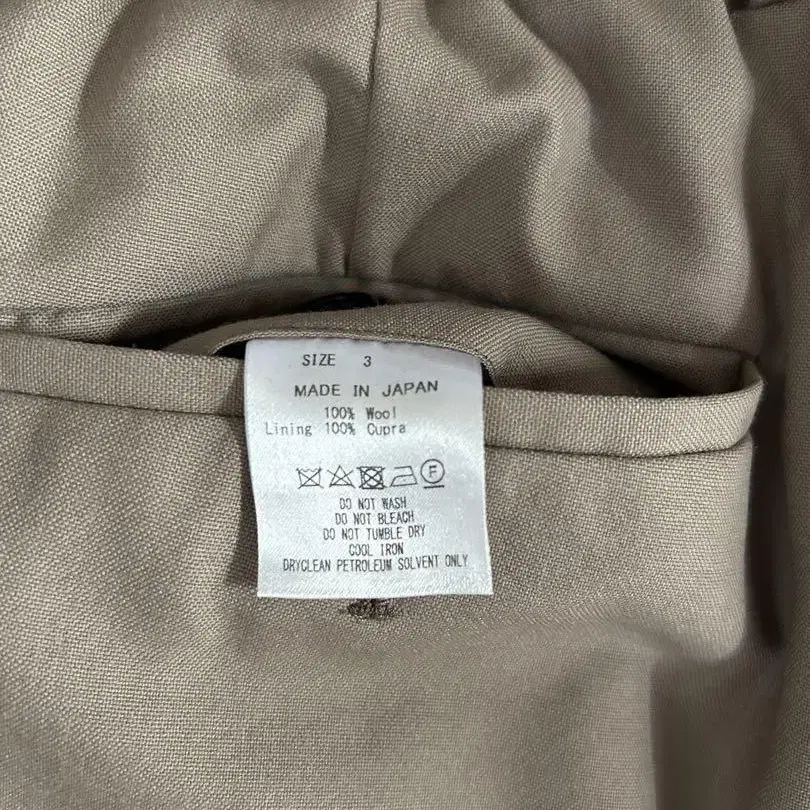 SIZE 3
MADE IN JAPAN
100% Wool
Lining 100% Cupra
F
DO NOT WASH
DO NOT BLEACH
DO NOT TUMBLE DRY
COOL IRON
DRYCLEAN PETROLEUM SOLVENT ONLY